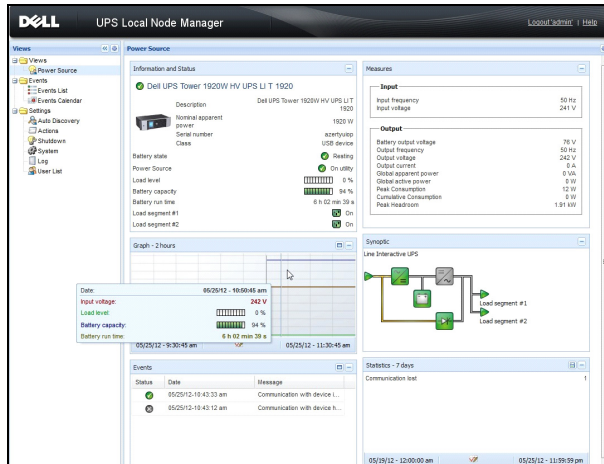 DELL UPS Local Node Manager
Logout 'admin' | Help
Views
Views
Power Source
Events
Events List
Events Calendar
Settings
Auto Discovery
Actions
Shutdown
System
Log
User List
Power Source
Information and Status
Dell UPS Tower 1920W HV UPS LI T 1920
Description Dell UPS Tower 1920W HV UPS LI T 1920
Nominal apparent power 1920 W
Serial number azertyuiop
Class USB device
Battery state Resting
Power Source On utility
Load level 0 %
Battery capacity 94 %
Battery run time 6 h 02 min 39 s
Load segment #1 On
Load segment #2 On
Graph - 2 hours
Date: 05/25/12 - 10:50:45 am
Input voltage: 242 V
Load level: 0 %
Battery capacity: 94 %
Battery run time: 6 h 02 min 39 s
05/25/12 - 9:30:45 am 05/25/12 - 11:30:45 am
Events
Status Date Message
05/25/12-10:43:33 am Communication with device i...
05/25/12-10:43:12 am Communication with device h...
Measures
Input
Input frequency 50 Hz
Input voltage 241 V
Output
Battery output voltage 76 V
Output frequency 50 Hz
Output voltage 242 V
Output current 0 A
Global apparent power 0 VA
Global active power 0 W
Peak Consumption 12 W
Cumulative Consumption 0 W
Peak Headroom 1.91 kW
Synoptic
Line Interactive UPS
Load segment #1
Load segment #2
Statistics - 7 days
Communication lost 1
05/19/12 - 12:00:00 am 05/25/12 - 11:59:59 pm